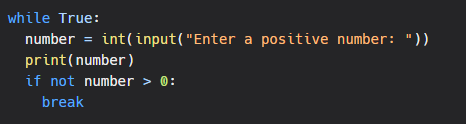 while True:
  number = int(input("Enter a positive number: "))
  print(number)
  if not number > 0:
    break